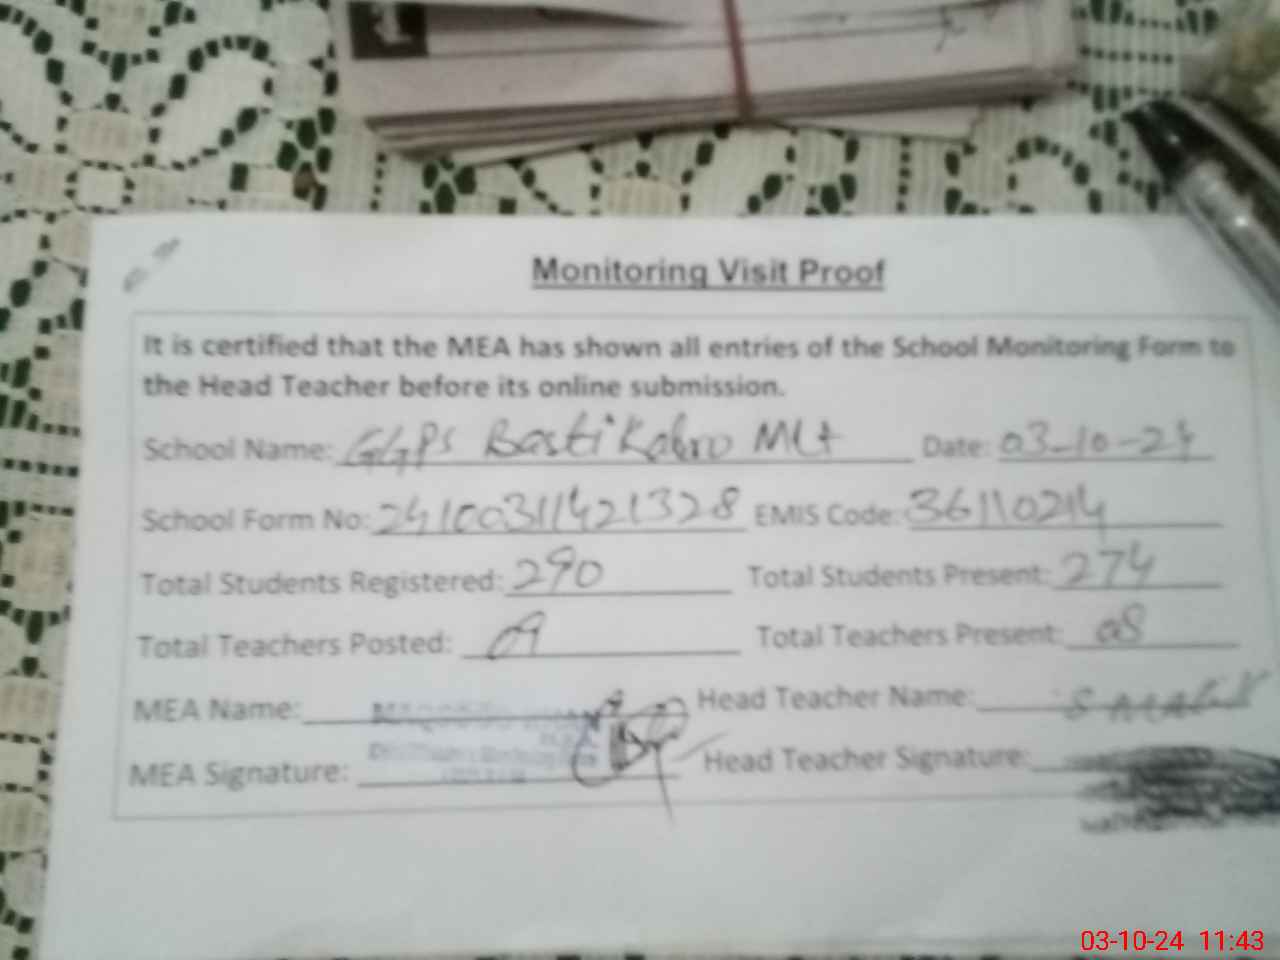 Monitoring Visit Proof
It is certified that the MEA has shown all entries of the School Monitoring Form to
the Head Teacher before its online submission.
School Name: GGPS Basti Kabro Mlt Date: 03-10-24
School Form No: 2410031142 1328 EMIS Code: 36110214
Total Students Registered: 290 Total Students Present: 274
Total Teachers Posted: 09 Total Teachers Present: 08
MEA Name: Head Teacher Name:
MEA Signature: Head Teacher Signature:
03-10-24 11:43